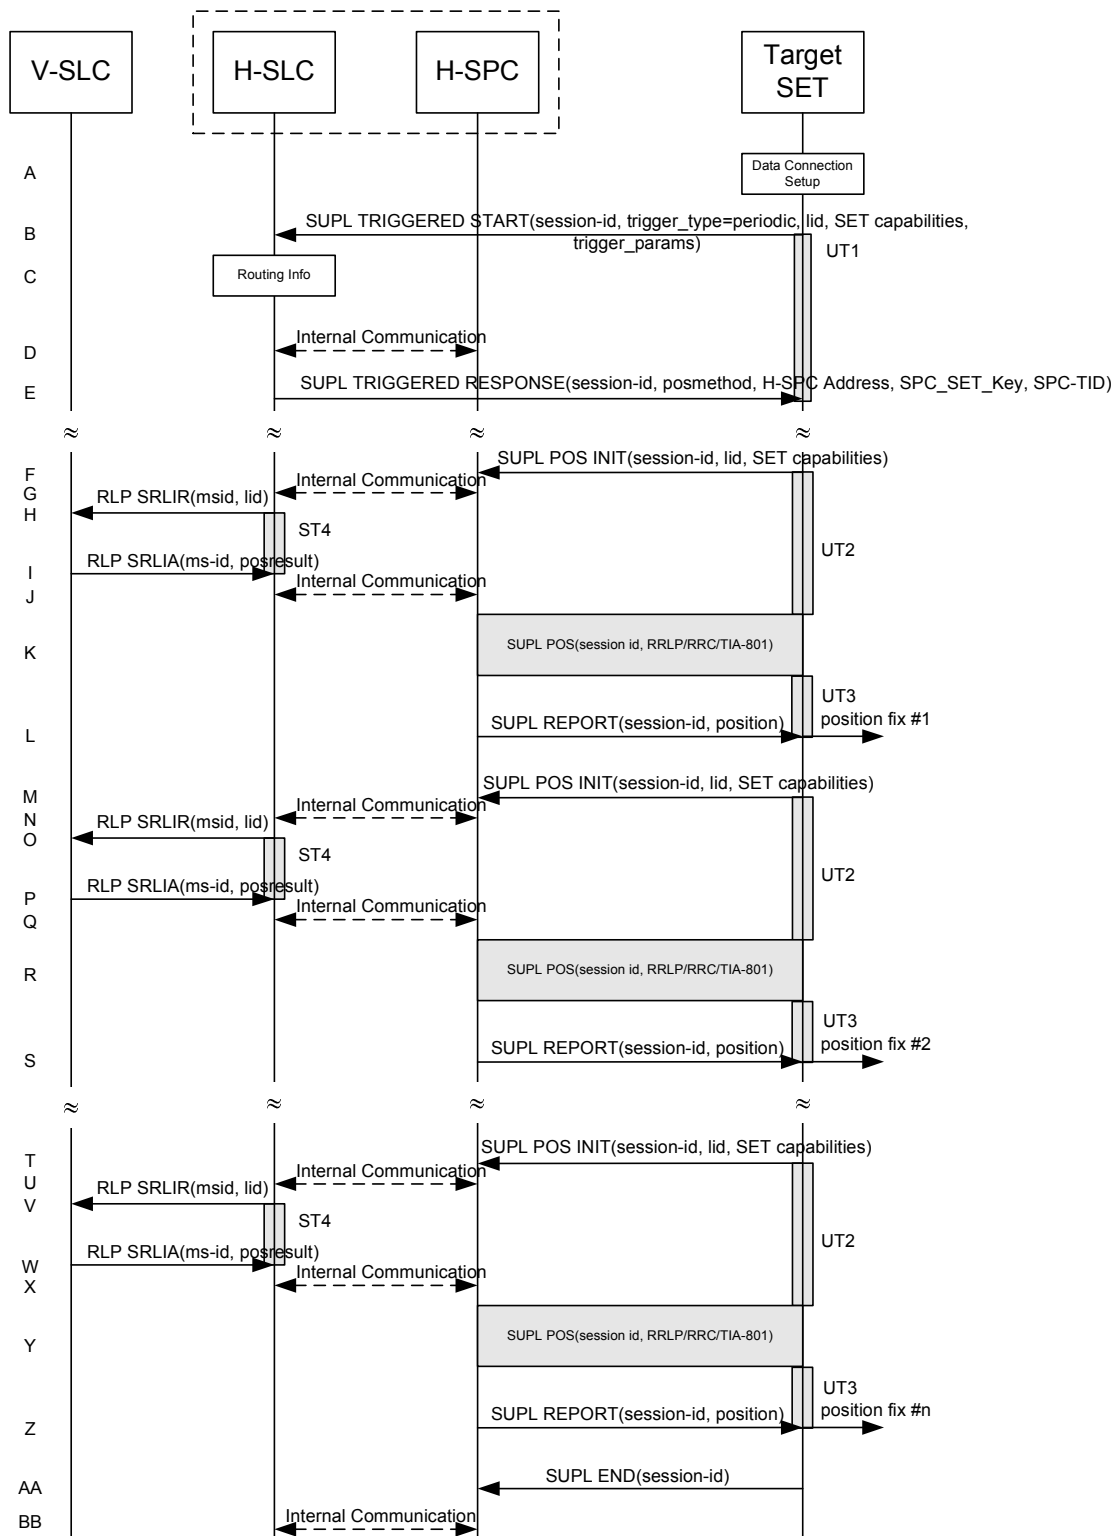 V-SLC
H-SLC
H-SPC
Target
SET
A
Data Connection
Setup
B
SUPL TRIGGERED START(session-id, trigger_type=periodic, lid, SET capabilities,
trigger_params)
UT1
C
Routing Info
D
Internal Communication
E
SUPL TRIGGERED RESPONSE(session-id, posmethod, H-SPC Address, SPC_SET_Key, SPC-TID)
≈ ≈ ≈ ≈
F
SUPL POS INIT(session-id, lid, SET capabilities)
G
Internal Communication
H
RLP SRLIR(msid, lid)
ST4
UT2
I
RLP SRLIA(ms-id, posresult)
J
Internal Communication
K
SUPL POS(session id, RRLP/RRC/TIA-801)
UT3
position fix #1
L
SUPL REPORT(session-id, position)
M
SUPL POS INIT(session-id, lid, SET capabilities)
N
Internal Communication
O
RLP SRLIR(msid, lid)
ST4
UT2
P
RLP SRLIA(ms-id, posresult)
Q
Internal Communication
R
SUPL POS(session id, RRLP/RRC/TIA-801)
UT3
position fix #2
S
SUPL REPORT(session-id, position)
≈ ≈ ≈ ≈
T
SUPL POS INIT(session-id, lid, SET capabilities)
U
Internal Communication
V
RLP SRLIR(msid, lid)
ST4
UT2
W
RLP SRLIA(ms-id, posresult)
X
Internal Communication
Y
SUPL POS(session id, RRLP/RRC/TIA-801)
UT3
position fix #n
Z
SUPL REPORT(session-id, position)
AA
SUPL END(session-id)
BB
Internal Communication